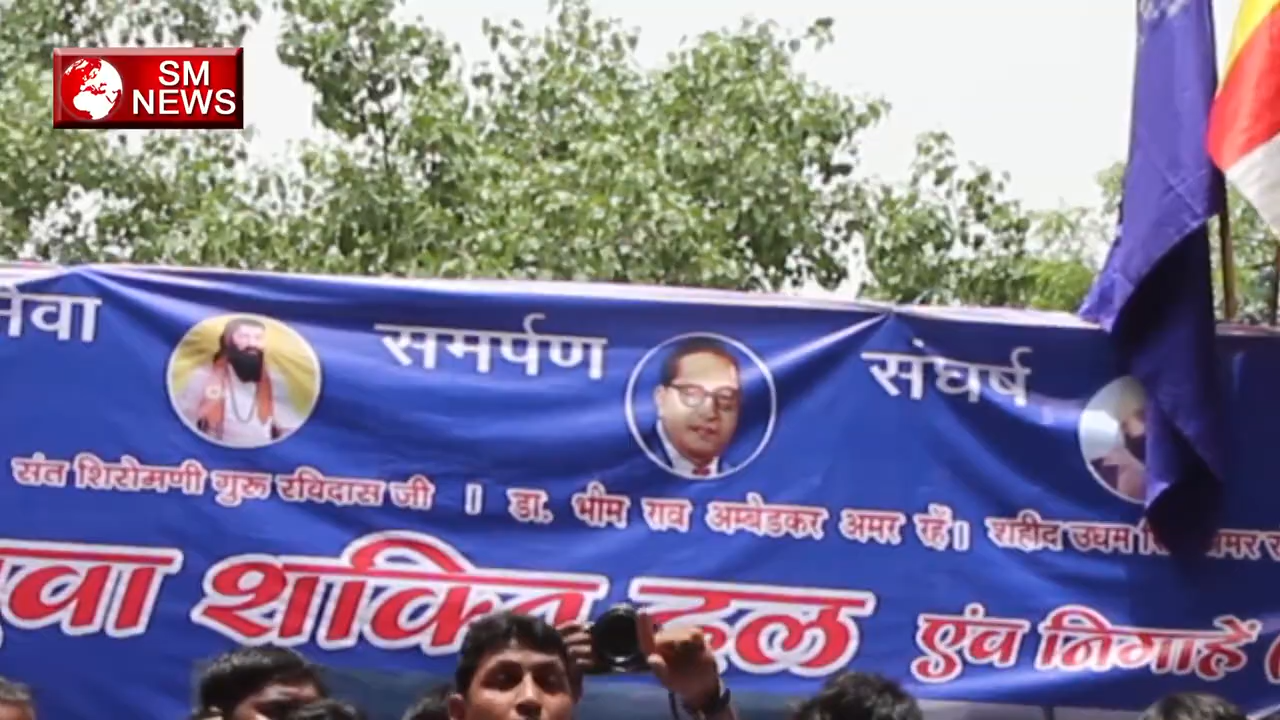 SM
NEWS
सेवा समर्पण संघर्ष
संत शिरोमणी गुरू रविदास जी । डा. भीम राव अम्बेडकर अमर रहें। शहीद उधम
शक्ति दल एंव निगाहें